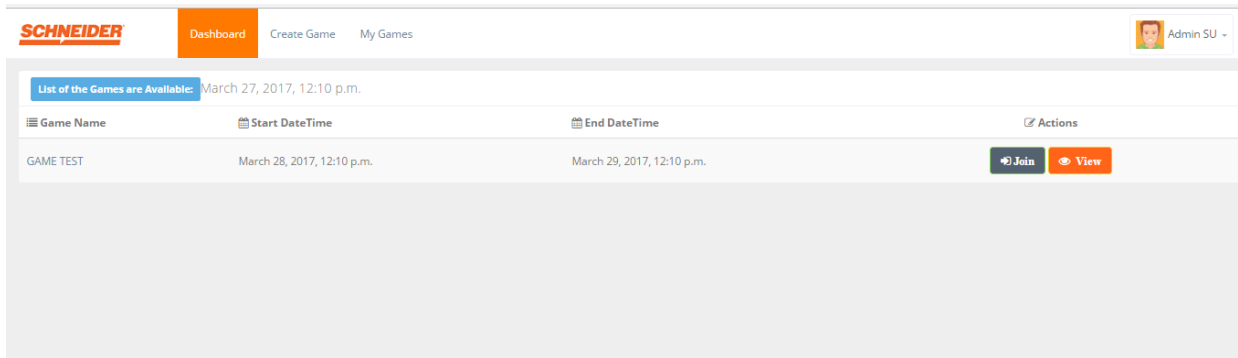 SCHNEIDER Dashboard Create Game My Games Admin SU
List of the Games are Available: March 27, 2017, 12:10 p.m.
Game Name Start DateTime End DateTime Actions
GAME TEST March 28, 2017, 12:10 p.m. March 29, 2017, 12:10 p.m. Join View